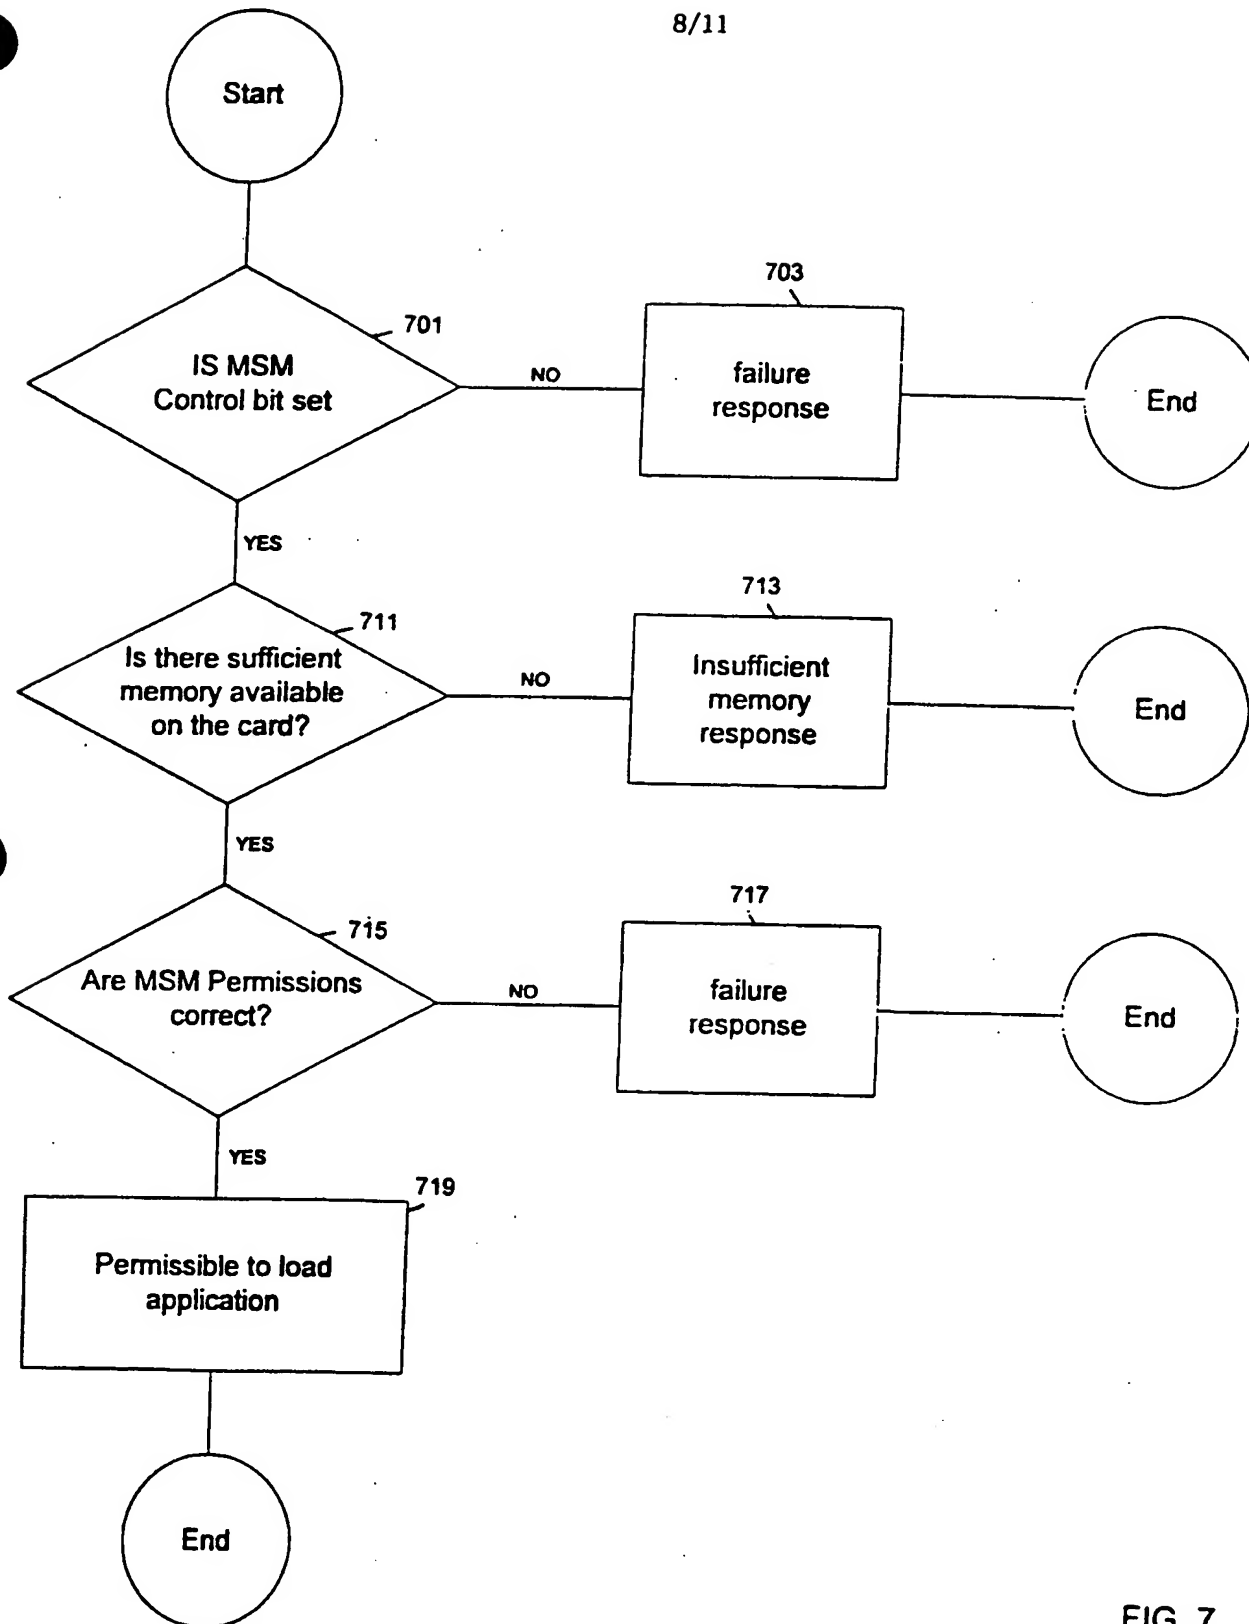 8/11
Start
701
IS MSM
Control bit set
NO
703
failure
response
End
YES
711
Is there sufficient
memory available
on the card?
NO
713
Insufficient
memory
response
End
YES
715
Are MSM Permissions
correct?
NO
717
failure
response
End
YES
719
Permissible to load
application
End
FIG. 7